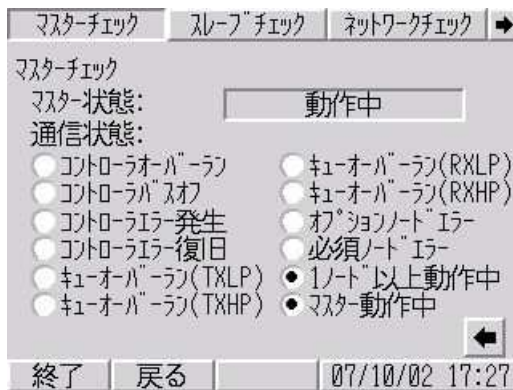 ﾏｽﾀｰﾁｪｯｸ ｽﾚｰﾌﾞﾁｪｯｸ ﾈｯﾄﾜｰｸﾁｪｯｸ
ﾏｽﾀｰﾁｪｯｸ
ﾏｽﾀｰ状態: 動作中
通信状態:
ｺﾝﾄﾛｰﾗｵｰﾊﾞｰﾗﾝ ｷｭｰｵｰﾊﾞｰﾗﾝ(RXLP)
ｺﾝﾄﾛｰﾗﾊﾞｽｵﾌ ｷｭｰｵｰﾊﾞｰﾗﾝ(RXHP)
ｺﾝﾄﾛｰﾗｴﾗｰ発生 ｵﾌﾟｼｮﾝﾉｰﾄﾞｴﾗｰ
ｺﾝﾄﾛｰﾗｴﾗｰ復旧 必須ﾉｰﾄﾞｴﾗｰ
ｷｭｰｵｰﾊﾞｰﾗﾝ(TXLP) 1ﾉｰﾄﾞ以上動作中
ｷｭｰｵｰﾊﾞｰﾗﾝ(TXHP) ﾏｽﾀｰ動作中
終了 戻る 07/10/02 17:27